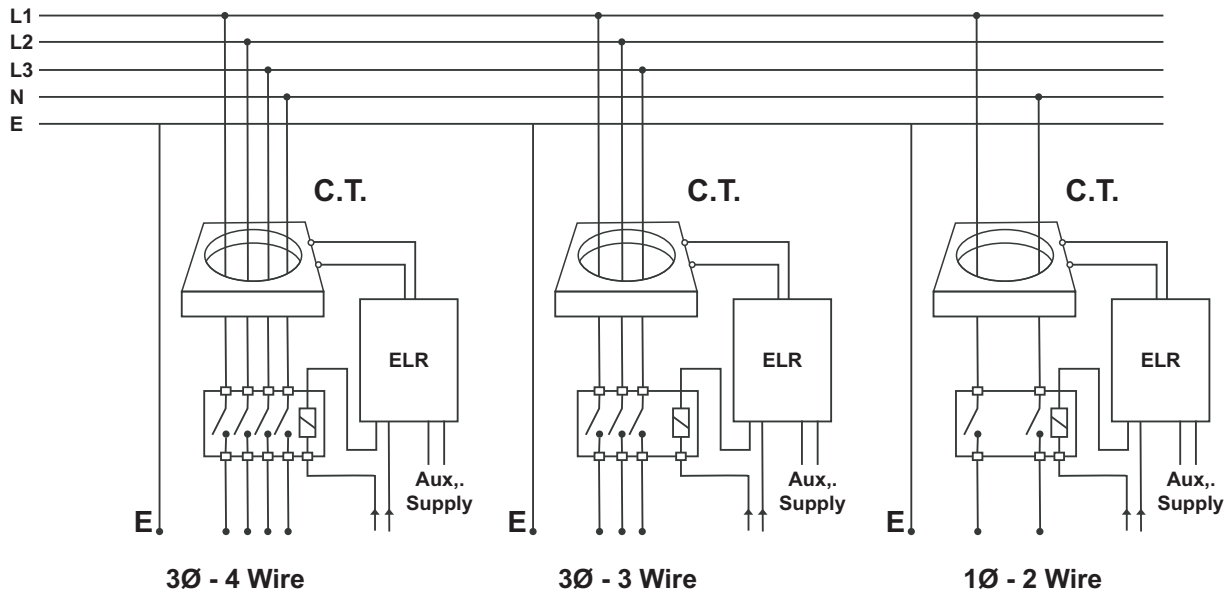 L1
L2
L3
N
E
C.T.
C.T.
C.T.
ELR
ELR
ELR
Aux,.
Supply
Aux,.
Supply
Aux,.
Supply
E
E
E
3Ø - 4 Wire
3Ø - 3 Wire
1Ø - 2 Wire